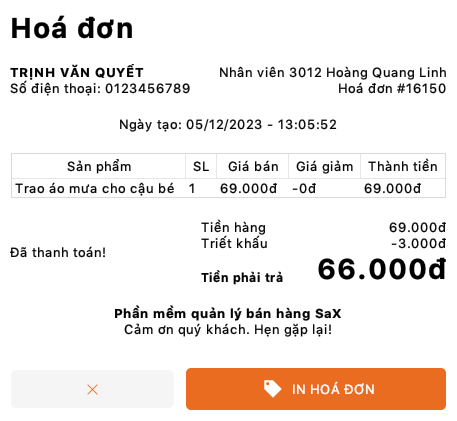 Hoá đơn
TRỊNH VĂN QUYẾT
Số điện thoại: 0123456789
Nhân viên 3012 Hoàng Quang Linh
Hoá đơn #16150
Ngày tạo: 05/12/2023 - 13:05:52
Sản phẩm SL Giá bán Giá giảm Thành tiền
Trao áo mưa cho cậu bé 1 69.000đ -0đ 69.000đ
Đã thanh toán!
Tiền hàng 69.000đ
Triết khấu -3.000đ
Tiền phải trả 66.000đ
Phần mềm quản lý bán hàng SaX
Cảm ơn quý khách. Hẹn gặp lại!
IN HOÁ ĐƠN